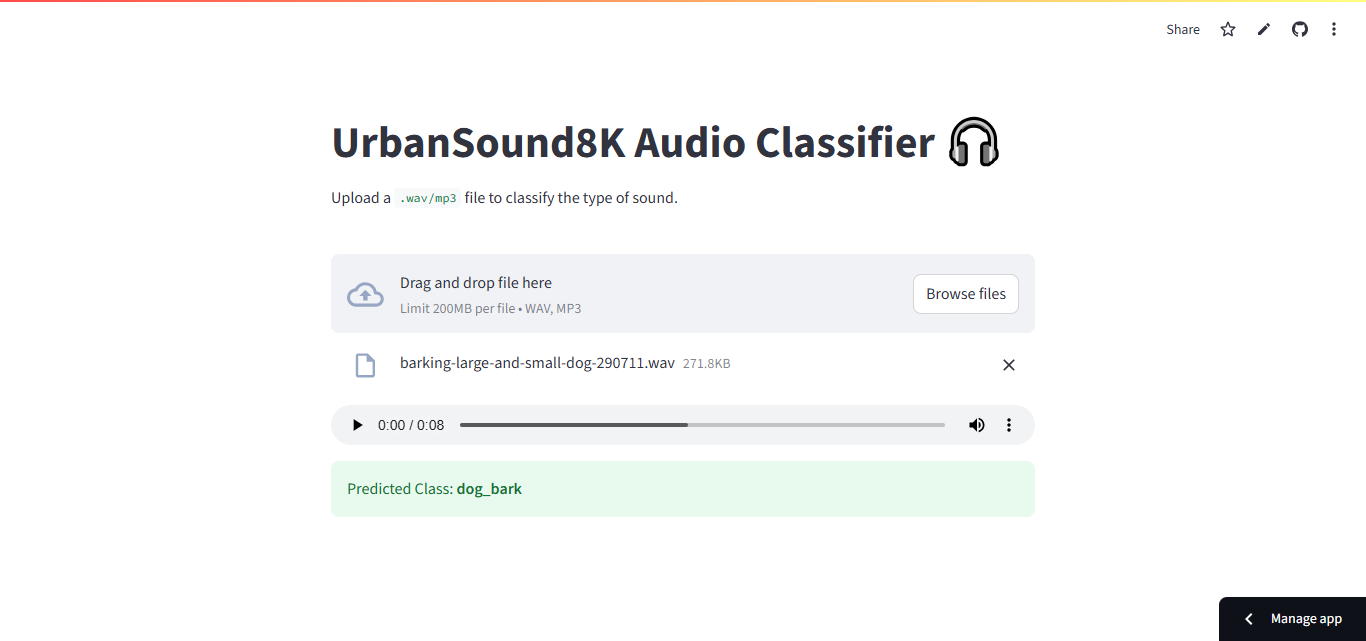 Share
UrbanSound8K Audio Classifier
Upload a .wav/mp3 file to classify the type of sound.
Drag and drop file here
Limit 200MB per file • WAV, MP3
Browse files
barking-large-and-small-dog-290711.wav 271.8KB
0:00 / 0:08
Predicted Class: dog_bark
Manage app